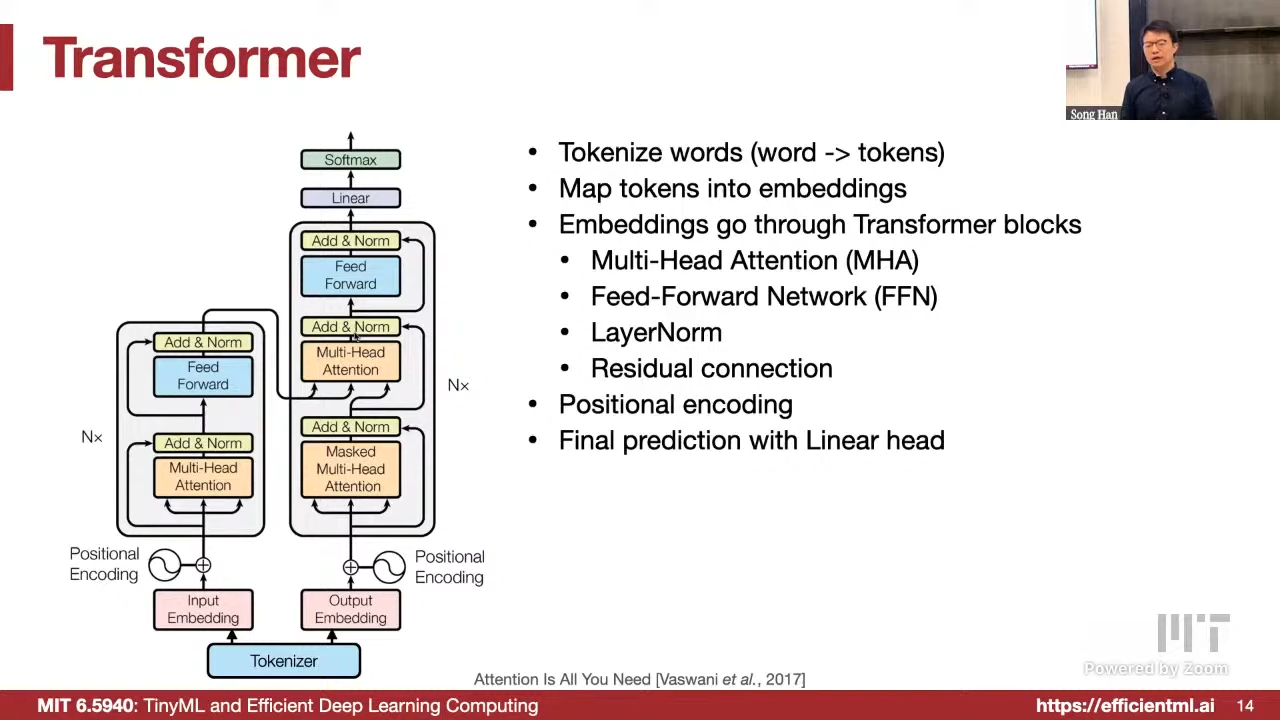 Transformer
Song Han
Softmax
Linear
Add & Norm
Feed
Forward
Add & Norm
Multi-Head
Attention
Add & Norm
Masked
Multi-Head
Attention
N×
Add & Norm
Feed
Forward
Add & Norm
Multi-Head
Attention
N×
Positional
Encoding
Positional
Encoding
Input
Embedding
Output
Embedding
Tokenizer
• Tokenize words (word -> tokens)
• Map tokens into embeddings
• Embeddings go through Transformer blocks
• Multi-Head Attention (MHA)
• Feed-Forward Network (FFN)
• LayerNorm
• Residual connection
• Positional encoding
• Final prediction with Linear head
MIT
Powered by Zoom
Attention Is All You Need [Vaswani et al., 2017]
MIT 6.5940: TinyML and Efficient Deep Learning Computing
https://efficientml.ai 14